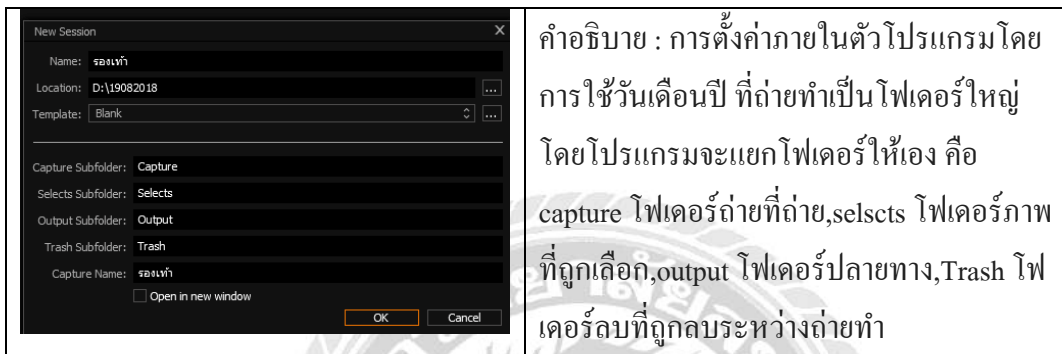 New Session X
Name: รองเท้า
Location: D:\19082018 ...
Template: Blank ...
Capture Subfolder: Capture
Selects Subfolder: Selects
Output Subfolder: Output
Trash Subfolder: Trash
Capture Name: รองเท้า
Open in new window
OK Cancel
คำอธิบาย : การตั้งค่าภายในตัวโปรแกรมโดย
การใช้วันเดือนปี ที่ถ่ายทำเป็นโฟเดอร์ใหญ่
โดยโปรแกรมจะแยกโฟเดอร์ให้เอง คือ
capture โฟเดอร์ถ่ายที่ถ่าย,selscts โฟเดอร์ภาพ
ที่ถูกเลือก,output โฟเดอร์ปลายทาง,Trash โฟ
เดอร์ลบที่ถูกลบระหว่างถ่ายทำ